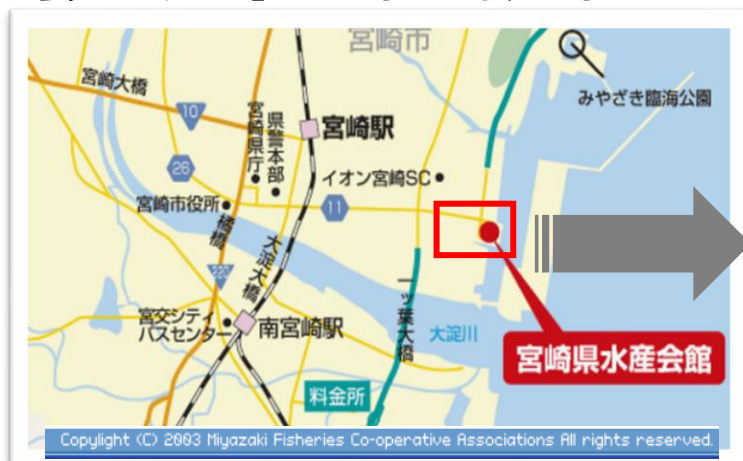 宮崎市
宮崎大橋
みやざき臨海公園
10
宮崎県庁
県警本部
宮崎駅
26
イオン宮崎SC
宮崎市役所
11
橘橋
大淀大橋
220
一ッ葉大橋
宮交シティ
バスセンター
南宮崎駅
大淀川
宮崎県水産会館
料金所
Copylight (C) 2003 Miyazaki Fisheries Co-operative Associations All rights reserved.